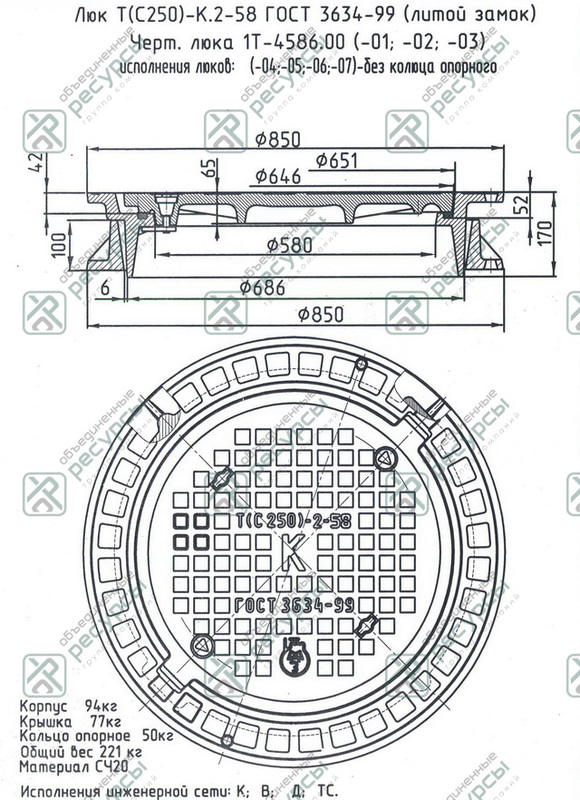 Люк Т(С250)-К.2-58 ГОСТ 3634-99 (литой замок)
Черт. люка 1Т-4586.00 (-01; -02; -03)
исполнения люков: (-04;-05;-06;-07)-без колюца опорного
Ф850
Ф651
Ф646
42
65
52
170
100
Ф580
6
Ф686
Ф850
Т(С250)-2-58
К
ГОСТ 3634-99
Корпус 94кг
Крышка 77кг
Кольцо опорное 50кг
Общий вес 221 кг
Материал СЧ20
Исполнения инженерной сети: К; В; Д; ТС.
объединенные
ресурсы
группа компаний